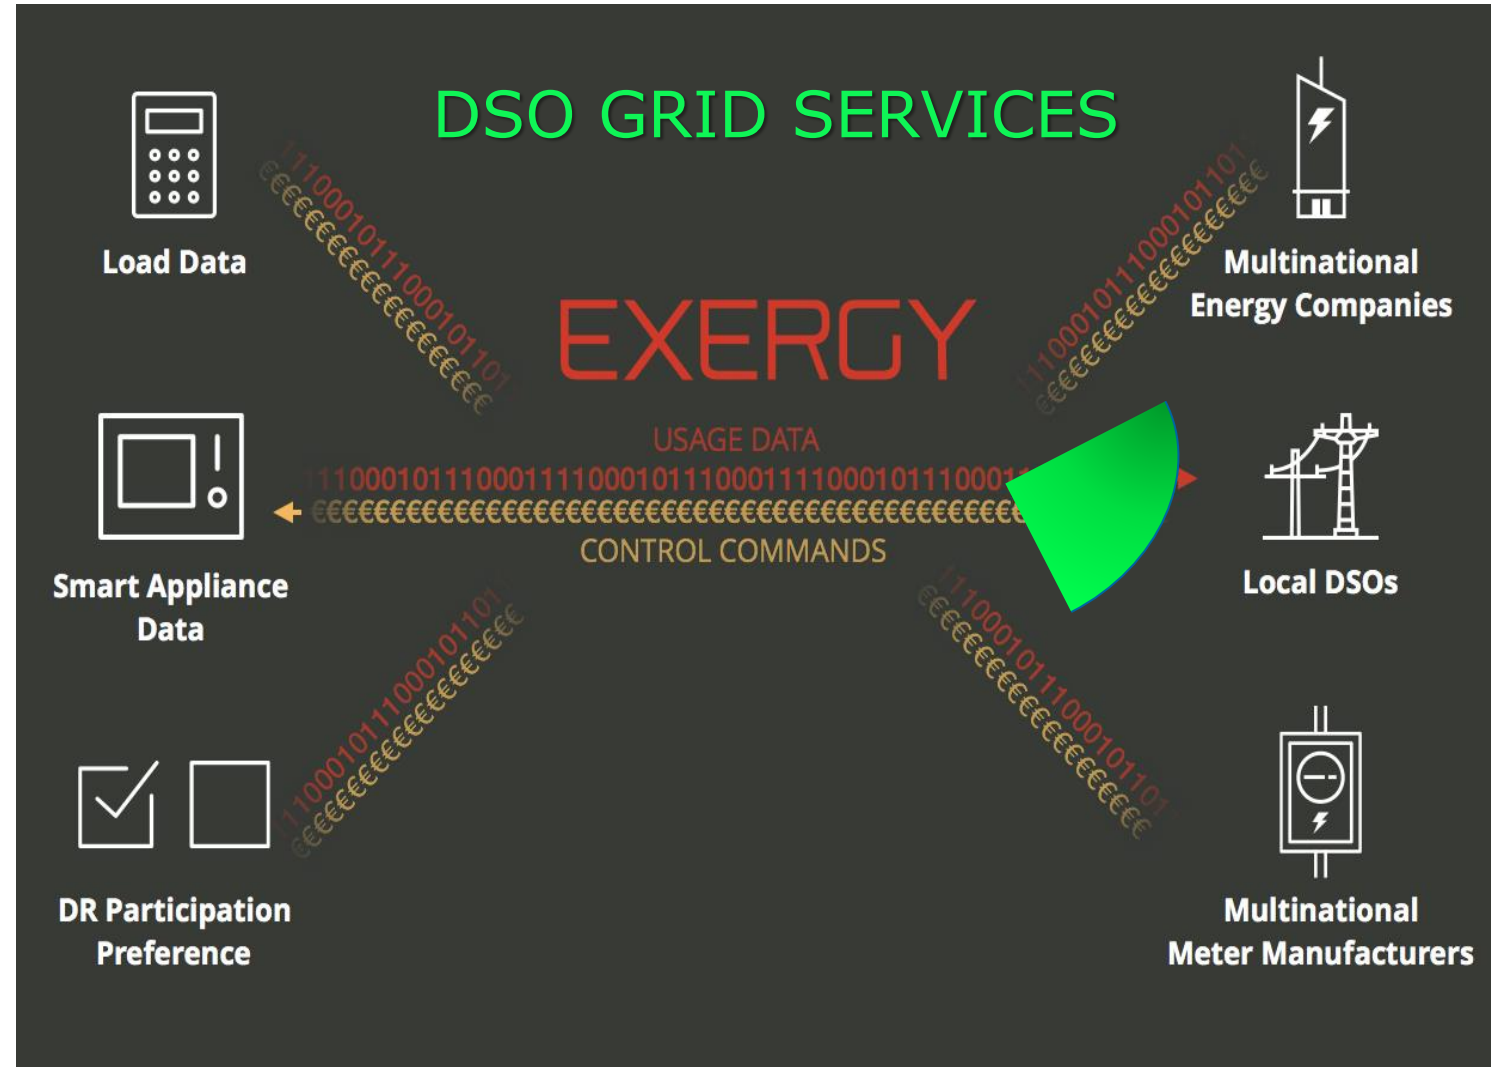 DSO GRID SERVICES
Load Data
Multinational
Energy Companies
EXERGY
USAGE DATA
CONTROL COMMANDS
Smart Appliance
Data
Local DSOs
DR Participation
Preference
Multinational
Meter Manufacturers